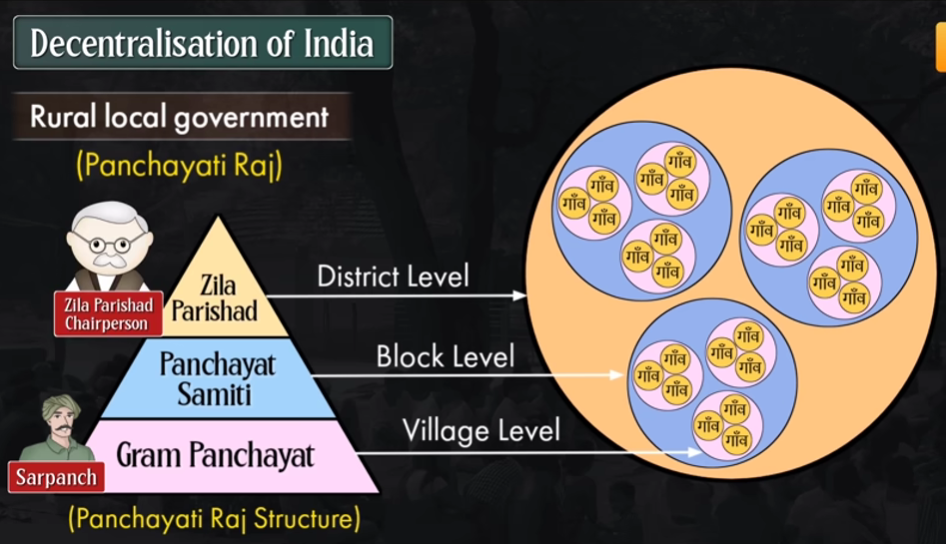 Decentralisation of India
Rural local government
(Panchayati Raj)
Zila Parishad
Chairperson
Zila
Parishad
District Level
Panchayat
Samiti
Block Level
Sarpanch
Gram Panchayat
Village Level
(Panchayati Raj Structure)
गाँव गाँव गाँव
गाँव गाँव गाँव
गाँव गाँव गाँव
गाँव गाँव गाँव
गाँव गाँव गाँव
गाँव गाँव गाँव
गाँव गाँव गाँव
गाँव गाँव गाँव
गाँव गाँव गाँव